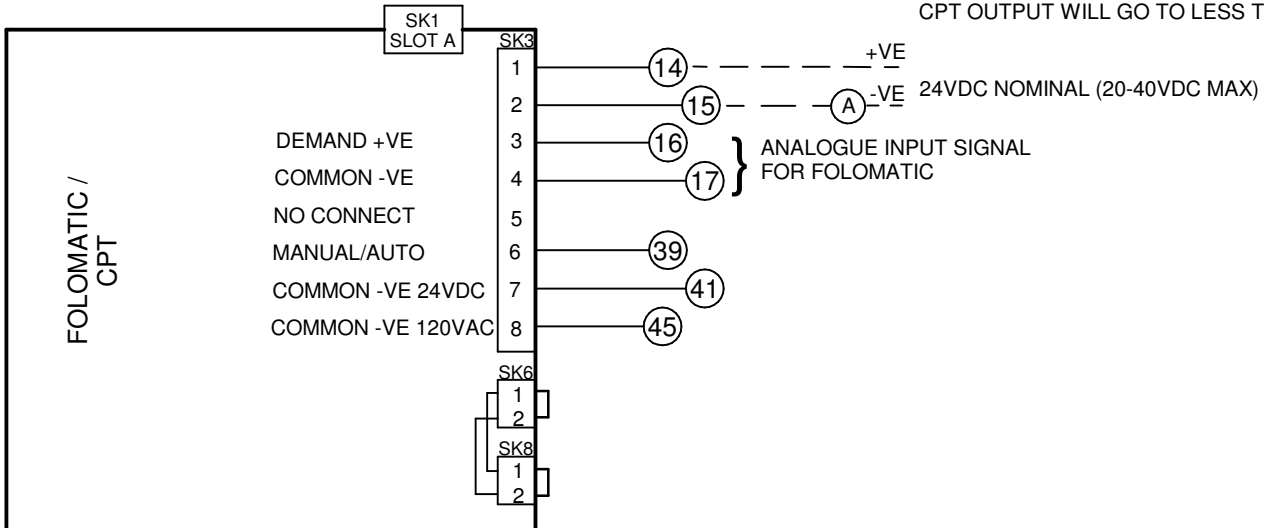 CPT OUTPUT WILL GO TO LESS T
SK1
SLOT A
SK3
1 14 +VE
2 15 A -VE 24VDC NOMINAL (20-40VDC MAX)
DEMAND +VE 3 16
COMMON -VE 4 17
} ANALOGUE INPUT SIGNAL
FOR FOLOMATIC
NO CONNECT 5
MANUAL/AUTO 6 39
COMMON -VE 24VDC 7 41
COMMON -VE 120VAC 8 45
FOLOMATIC /
CPT
SK6
1
2
SK8
1
2